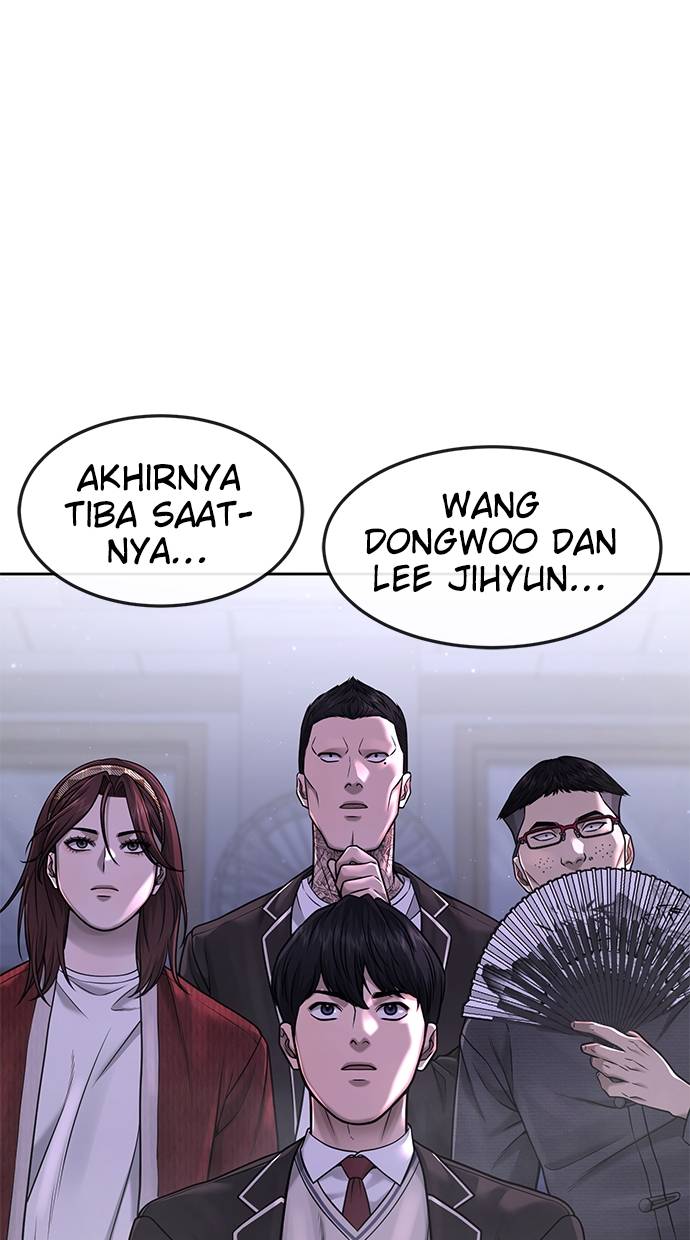 AKHIRNYA
TIBA SAAT-
NYA...
WANG
DONGWOO DAN
LEE JIHYUN...